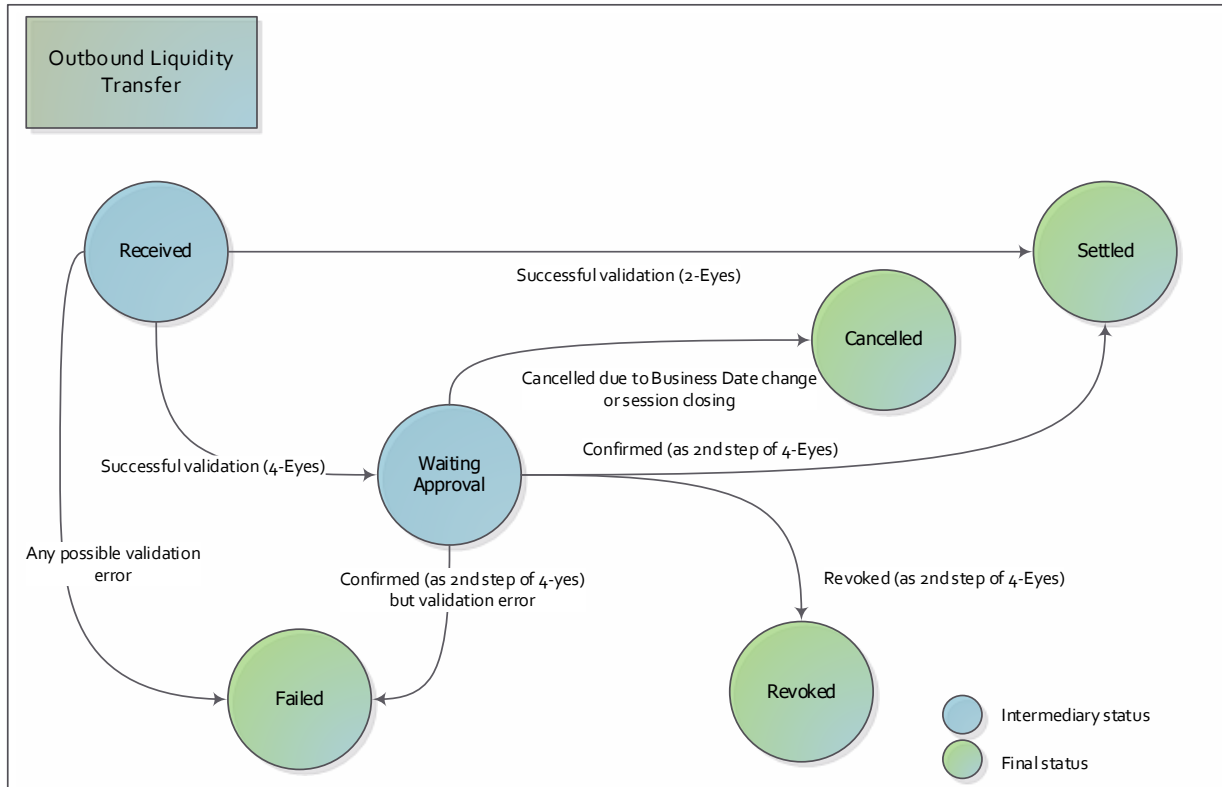 Outbound Liquidity
Transfer
Received
Settled
Successful validation (2-Eyes)
Cancelled
Cancelled due to Business Date change
or session closing
Confirmed (as 2nd step of 4-Eyes)
Successful validation (4-Eyes)
Waiting
Approval
Any possible validation
error
Confirmed (as 2nd step of 4-yes)
but validation error
Revoked (as 2nd step of 4-Eyes)
Failed
Revoked
Intermediary status
Final status